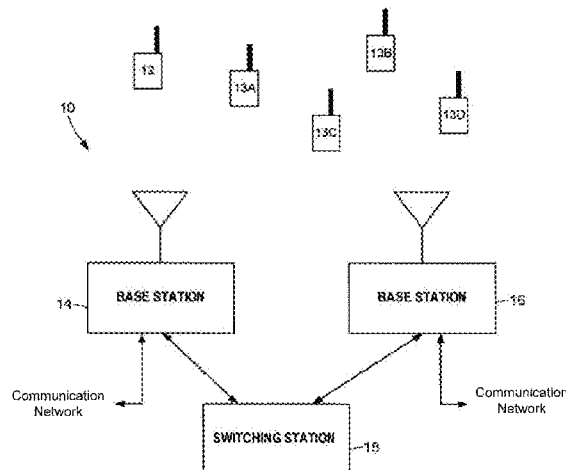 12
13A
13B
13C
13D
10
14
BASE STATION
BASE STATION
16
Communication
Network
Communication
Network
SWITCHING STATION
18